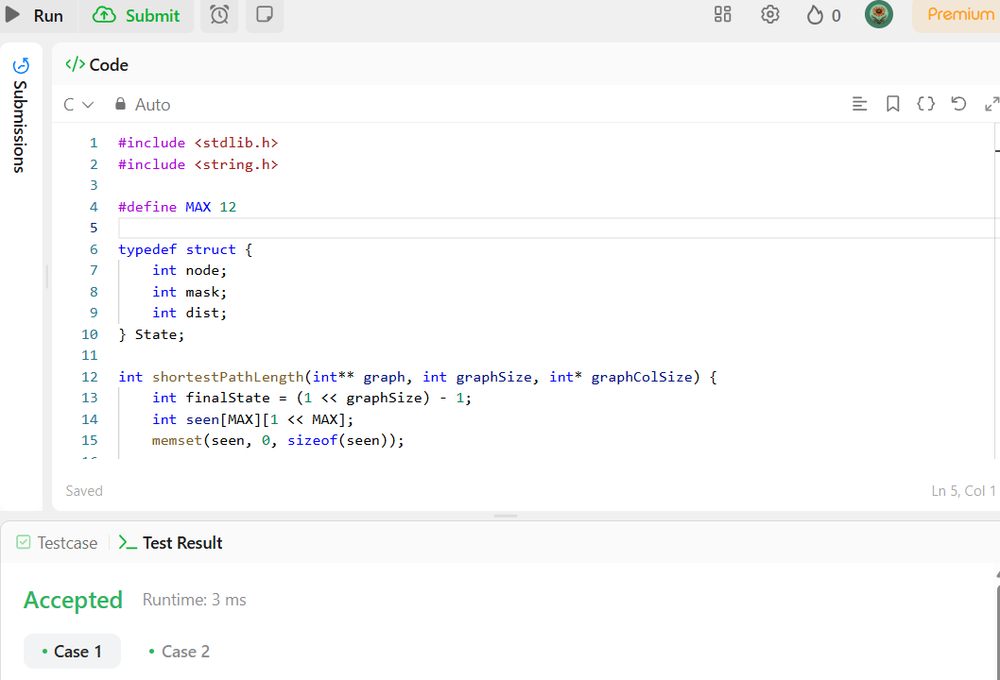 Run Submit 0 Premium
Submissions
</> Code
C Auto
1 #include <stdlib.h>
2 #include <string.h>
3
4 #define MAX 12
5
6 typedef struct {
7     int node;
8     int mask;
9     int dist;
10 } State;
11
12 int shortestPathLength(int** graph, int graphSize, int* graphColSize) {
13     int finalState = (1 << graphSize) - 1;
14     int seen[MAX][1 << MAX];
15     memset(seen, 0, sizeof(seen));
Saved Ln 5, Col 1
Testcase Test Result
Accepted Runtime: 3 ms
Case 1 Case 2